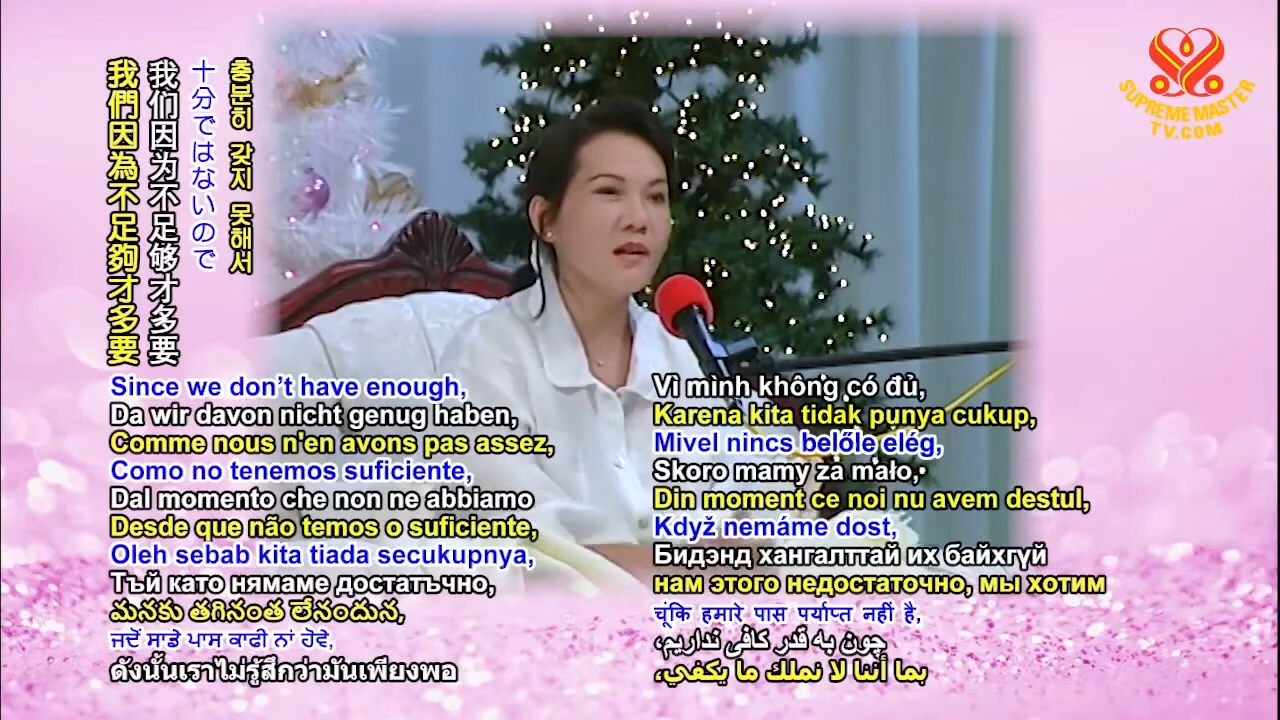 我們因為不足夠才多要
我们因为不足够才多要
十分ではないので
충분히 갖지 못해서
SUPREME MASTER
TV.COM
Since we don't have enough,
Da wir davon nicht genug haben,
Comme nous n'en avons pas assez,
Como no tenemos suficiente,
Dal momento che non ne abbiamo
Desde que não temos o suficiente,
Oleh sebab kita tiada secukupnya,
Тъй като нямаме достатъчно,
మనకు తగినంత లేనందున,
ਜਦੋਂ ਸਾਡੇ ਪਾਸ ਕਾਫੀ ਨਾਂ ਹੋਵੇ,
ดังนั้นเราไม่รู้สึกว่ามันเพียงพอ
Vì mình không có đủ,
Karena kita tidak punya cukup,
Mivel nincs belőle elég,
Skoro mamy za mało,
Din moment ce noi nu avem destul,
Když nemáme dost,
Бидэнд хангалттай их байхгүй
нам этого недостаточно, мы хотим
चूंकि हमारे पास पर्याप्त नहीं है,
چون به قدر کافی نداریم،
بما أننا لا نملك ما يكفي،